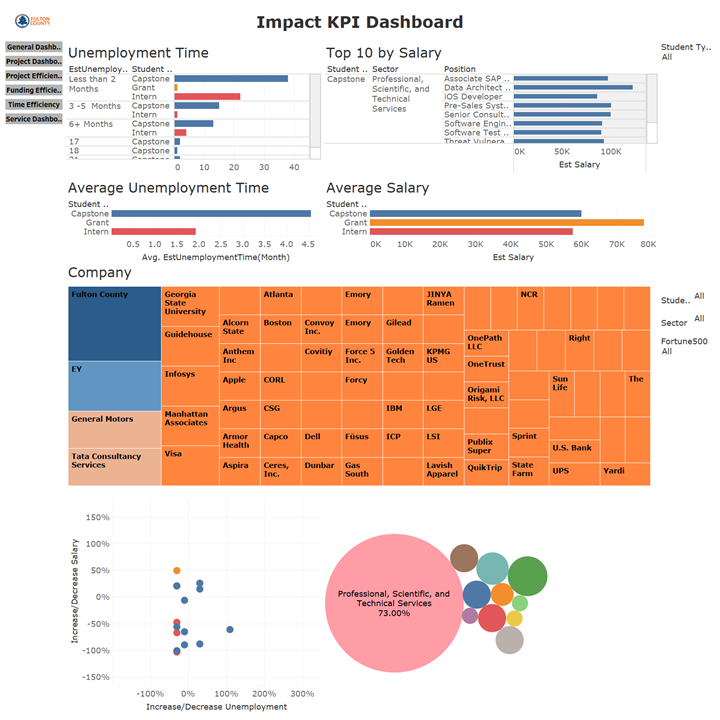 FULTON
COUNTY
Impact KPI Dashboard
General Dashb..
Project Dashbo..
Project Efficien..
Funding Efficie..
Time Efficiency
Service Dashbo..
Unemployment Time
EstUnemploy..
Student ..
Less than 2
Months
Capstone
Grant
Intern
3 -5 Months
Capstone
Intern
6+ Months
Capstone
Intern
17
Capstone
18
Capstone
21
Capstone
0 10 20 30 40
Top 10 by Salary
Student ..
Sector
Position
Capstone
Professional,
Scientific, and
Technical
Services
Associate SAP ..
Data Architect ..
iOS Developer
Pre-Sales Syst..
Senior Consult..
Software Engin..
Software Test ..
Threat Vulnera..
0K 50K 100K
Est Salary
Student Ty..
All
Average Unemployment Time
Student ..
Capstone
Grant
Intern
0.5 1.0 1.5 2.0 2.5 3.0 3.5 4.0 4.5
Avg. EstUnemploymentTime(Month)
Average Salary
Student ..
Capstone
Grant
Intern
0K 10K 20K 30K 40K 50K 60K 70K 80K
Est Salary
Company
Fulton County
EY
General Motors
Tata Consultancy
Services
Georgia
State
University
Guidehouse
Infosys
Manhattan
Associates
Visa
Alcorn
State
Anthem
Inc
Apple
Argus
Armor
Health
Aspira
Atlanta
Boston
CORL
CSG
Capco
Ceres,
Inc.
Convoy
Inc.
Covitiy
Dell
Dunbar
Emory
Emory
Force 5
Inc.
Forcy
Füsus
Gas
South
Gilead
Golden
Tech
IBM
ICP
JINYA
Ramen
KPMG
US
LGE
LSI
Lavish
Apparel
OnePath
LLC
OneTrust
Origami
Risk, LLC
Publix
Super
QuikTrip
NCR
Right
Sprint
State
Farm
Sun
Life
U.S. Bank
UPS
The
Yardi
Stude..
All
Sector
All
Fortune500
All
150%
100%
50%
0%
-50%
-100%
-150%
Increase/Decrease Salary
-100% 0% 100% 200% 300%
Increase/Decrease Unemployment
Professional, Scientific, and
Technical Services
73.00%